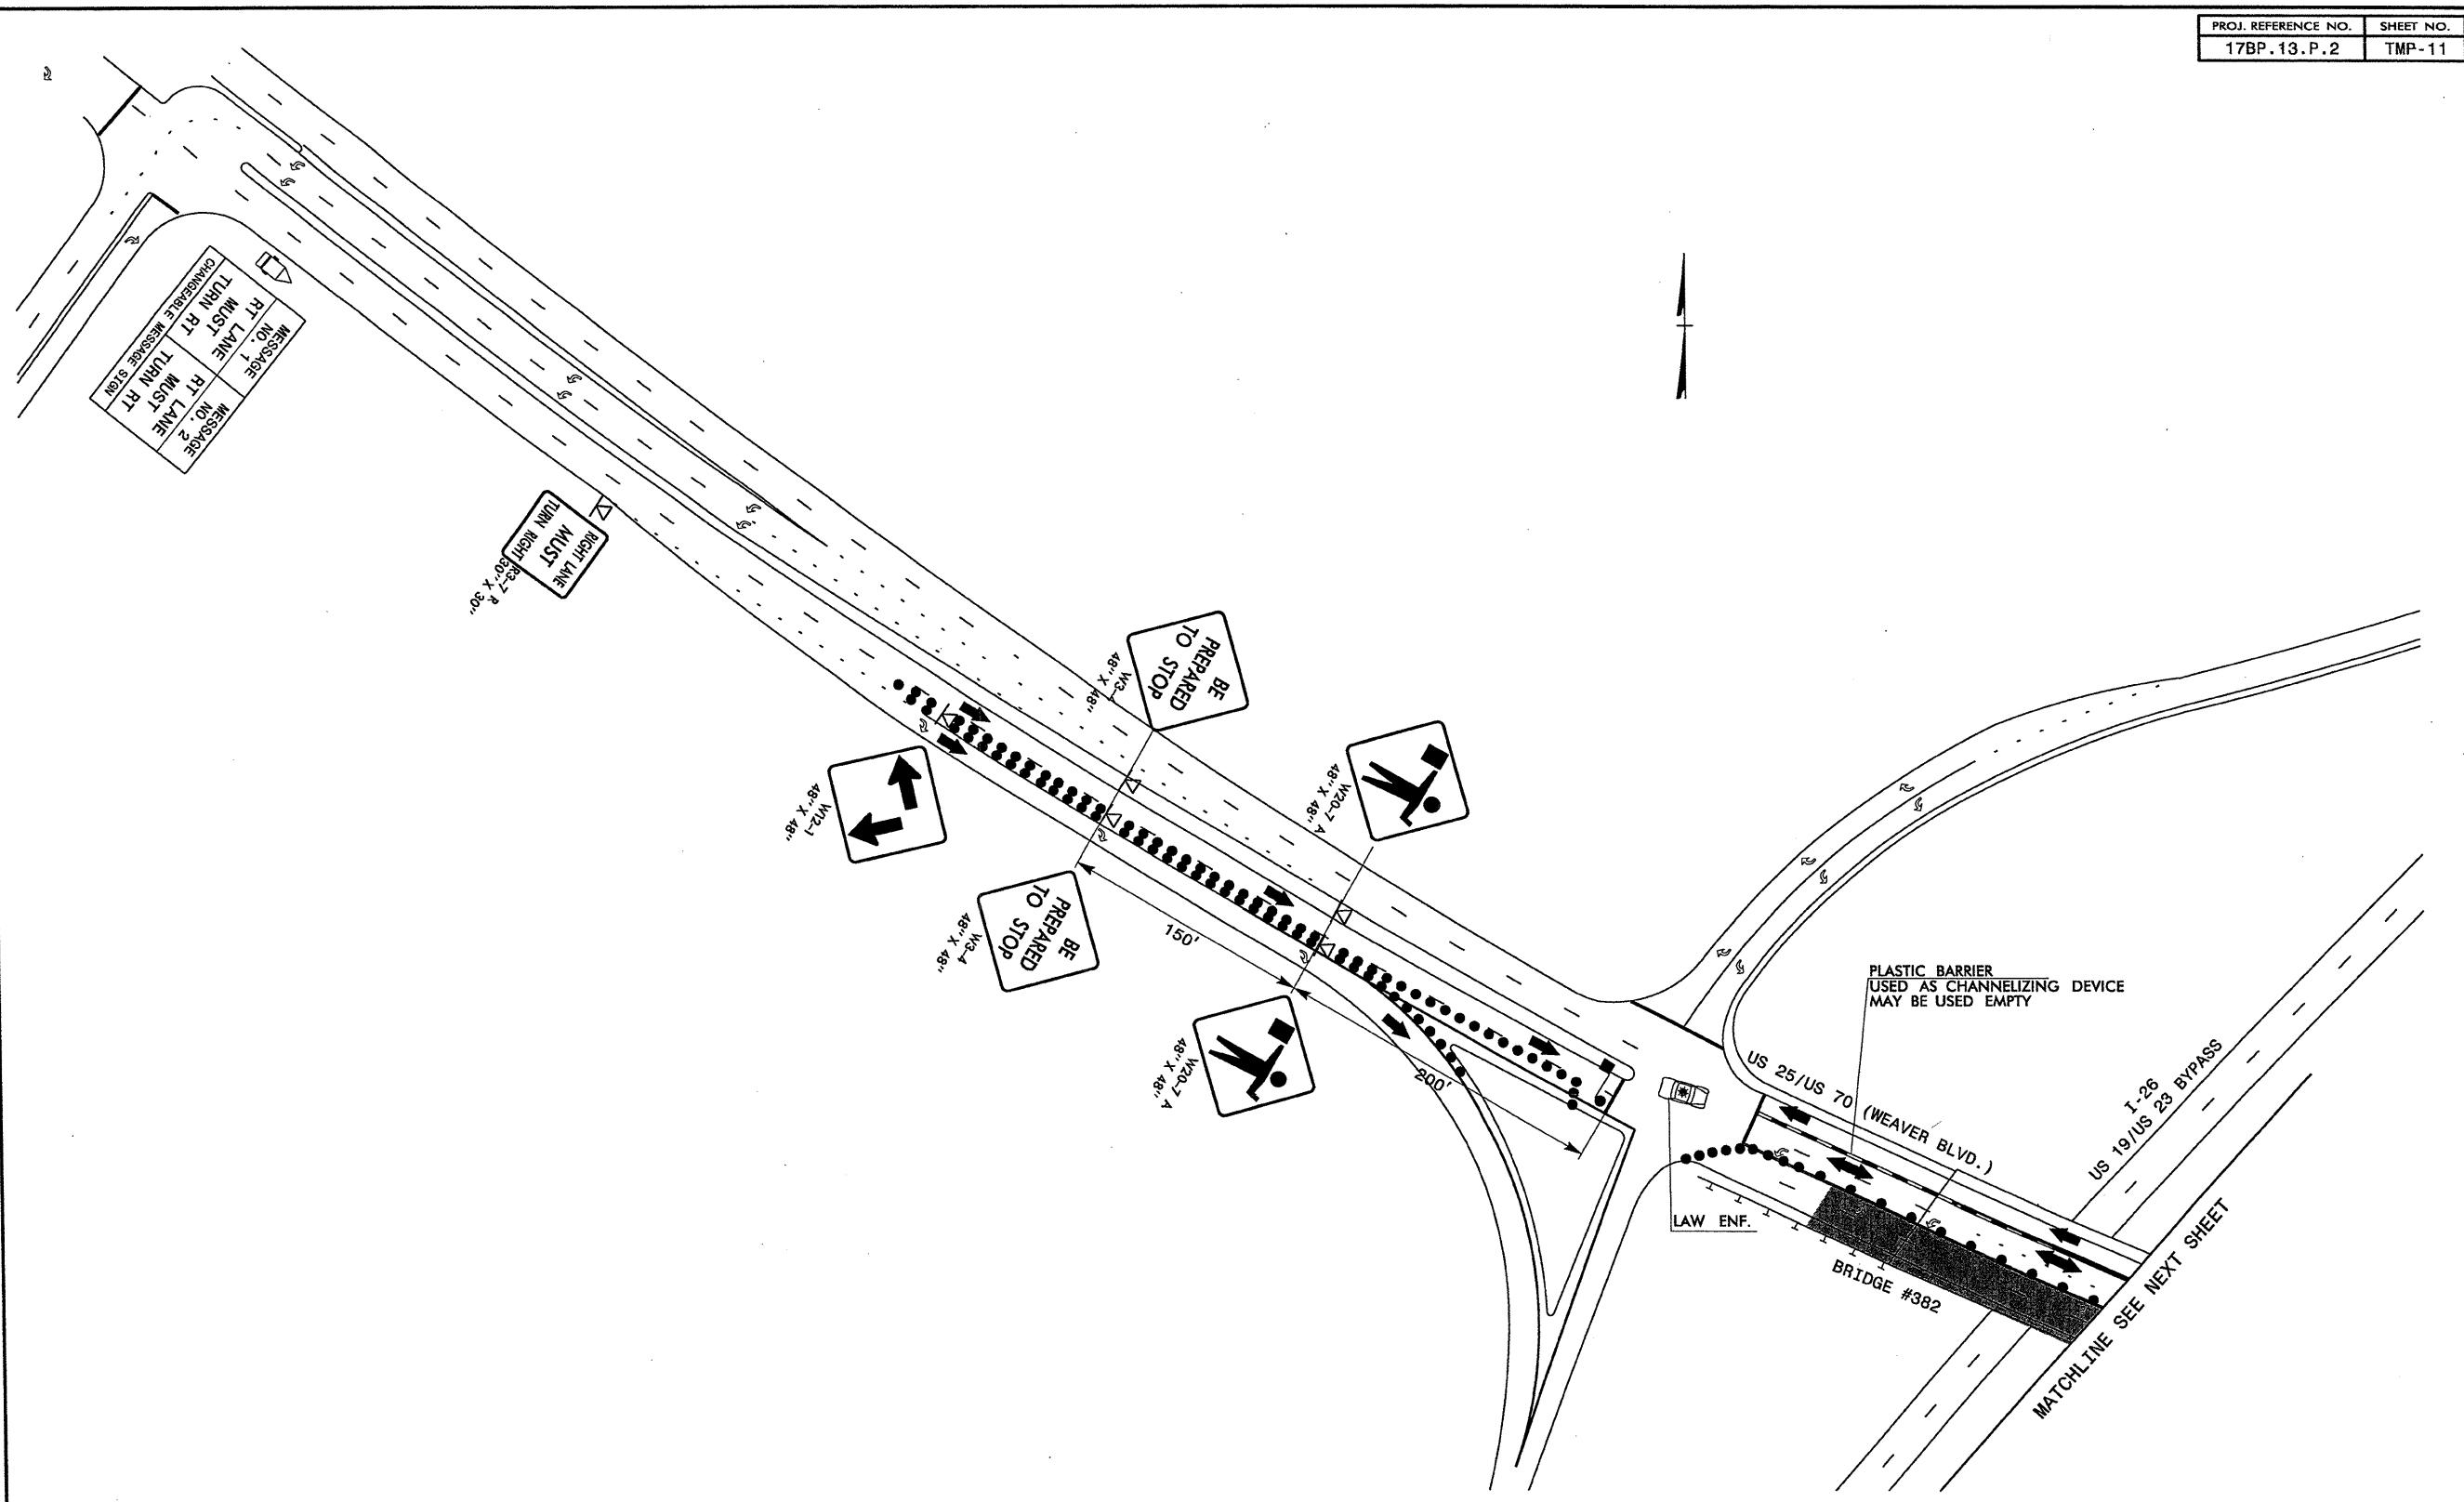 PROJ. REFERENCE NO.
SHEET NO.
17BP.13.P.2
TMP-11
CHANGEABLE MESSAGE SIGN
MESSAGE
NO. 1
RT LANE
MUST
TURN RT
MESSAGE
NO. 2
RT LANE
MUST
TURN RT
RIGHT LANE
MUST
TURN RIGHT
R3-7 R
30" X 30"
BE
PREPARED
TO STOP
W3-4
48" X 48"
W20-7 A
48" X 48"
W12-1
48" X 48"
BE
PREPARED
TO STOP
W3-4
48" X 48"
W20-7 A
48" X 48"
150'
200'
PLASTIC BARRIER
USED AS CHANNELIZING DEVICE
MAY BE USED EMPTY
US 25/US 70 (WEAVER BLVD.)
I-26
US 19/US 23 BYPASS
LAW ENF.
BRIDGE #382
MATCHLINE SEE NEXT SHEET